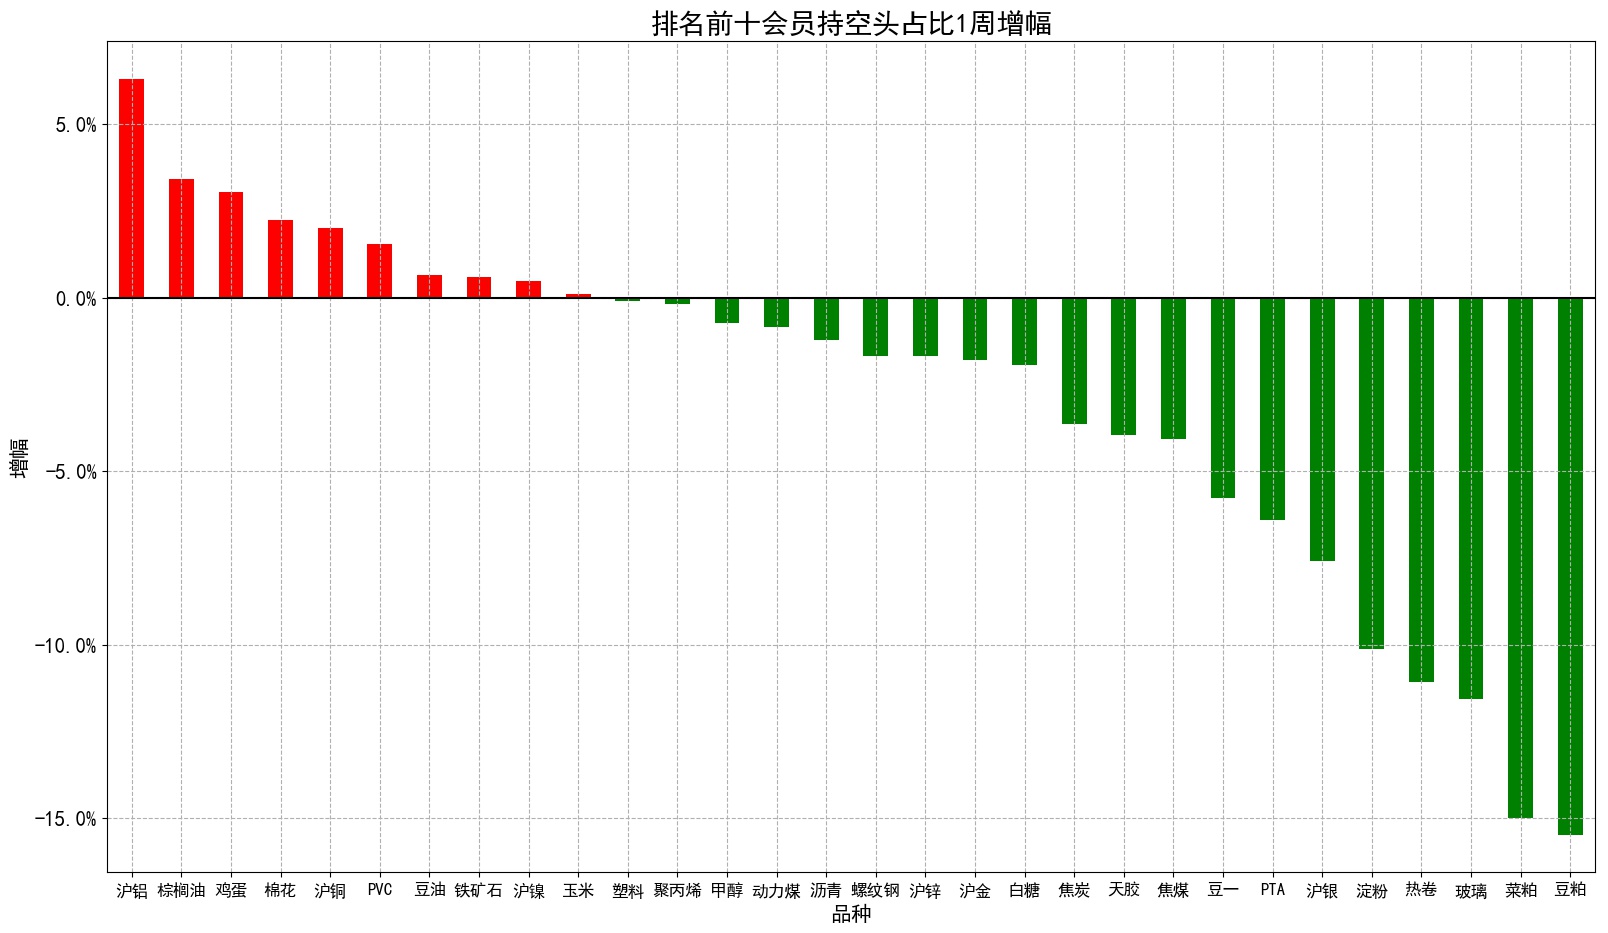 排名前十会员持空头占比1周增幅
5.0%
0.0%
-5.0%
-10.0%
-15.0%
增幅
沪铝 棕榈油 鸡蛋 棉花 沪铜 PVC 豆油 铁矿石 沪镍 玉米 塑料 聚丙烯 甲醇 动力煤 沥青 螺纹钢 沪锌 沪金 白糖 焦炭 天胶 焦煤 豆一 PTA 沪银 淀粉 热卷 玻璃 菜粕 豆粕
品种